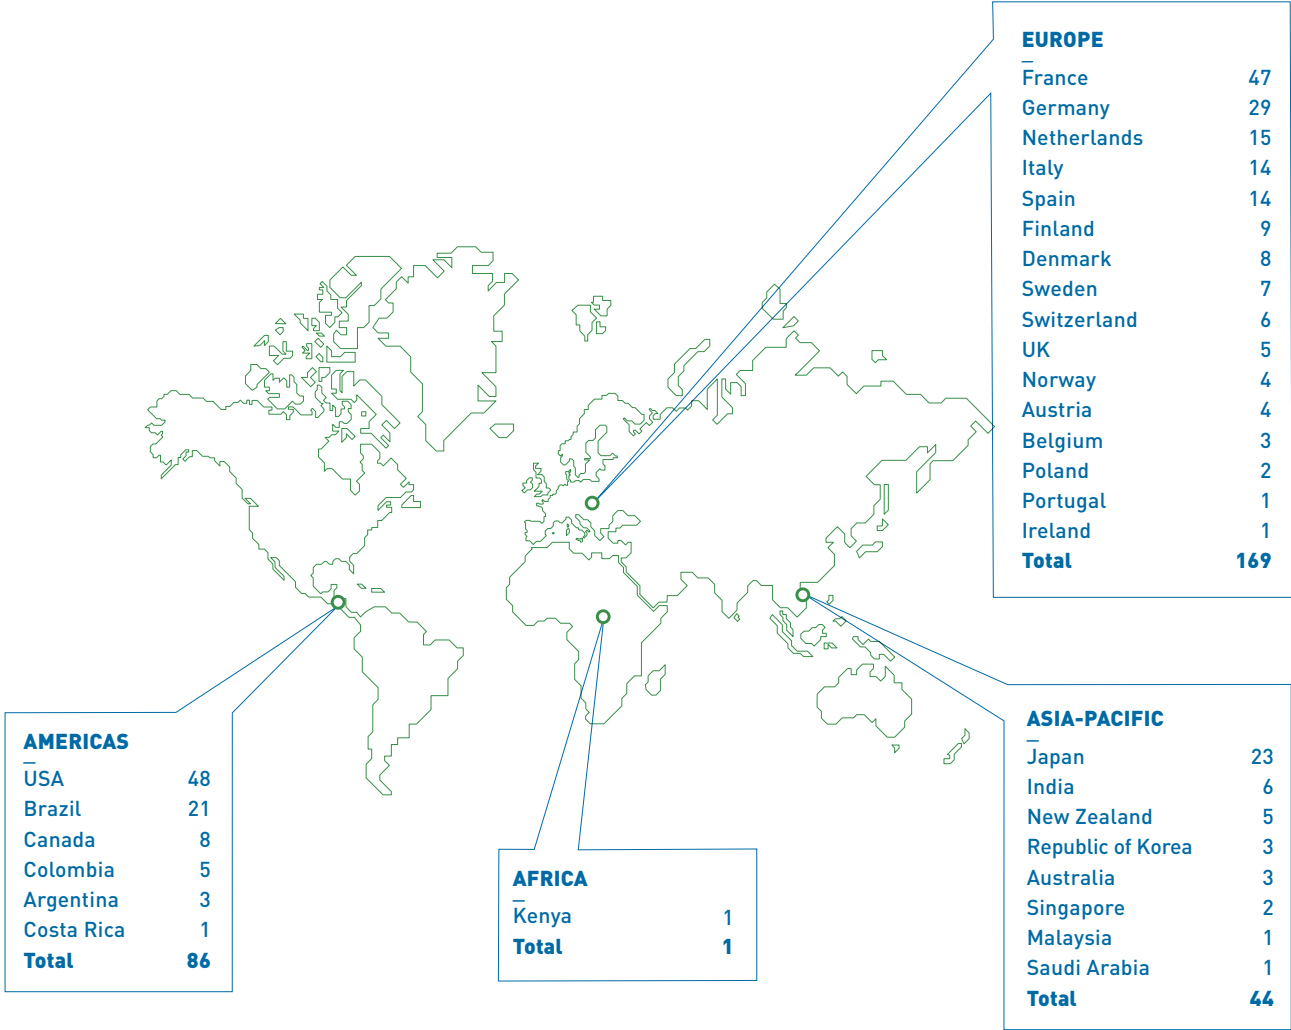 EUROPE
France 47
Germany 29
Netherlands 15
Italy 14
Spain 14
Finland 9
Denmark 8
Sweden 7
Switzerland 6
UK 5
Norway 4
Austria 4
Belgium 3
Poland 2
Portugal 1
Ireland 1
Total 169
AMERICAS
USA 48
Brazil 21
Canada 8
Colombia 5
Argentina 3
Costa Rica 1
Total 86
AFRICA
Kenya 1
Total 1
ASIA-PACIFIC
Japan 23
India 6
New Zealand 5
Republic of Korea 3
Australia 3
Singapore 2
Malaysia 1
Saudi Arabia 1
Total 44